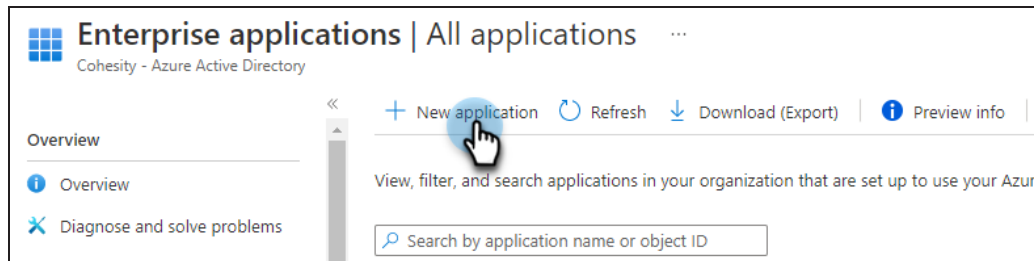 Enterprise applications | All applications ...
Cohesity - Azure Active Directory
New application Refresh Download (Export) Preview info
Overview
Overview
View, filter, and search applications in your organization that are set up to use your Azur
Diagnose and solve problems
Search by application name or object ID